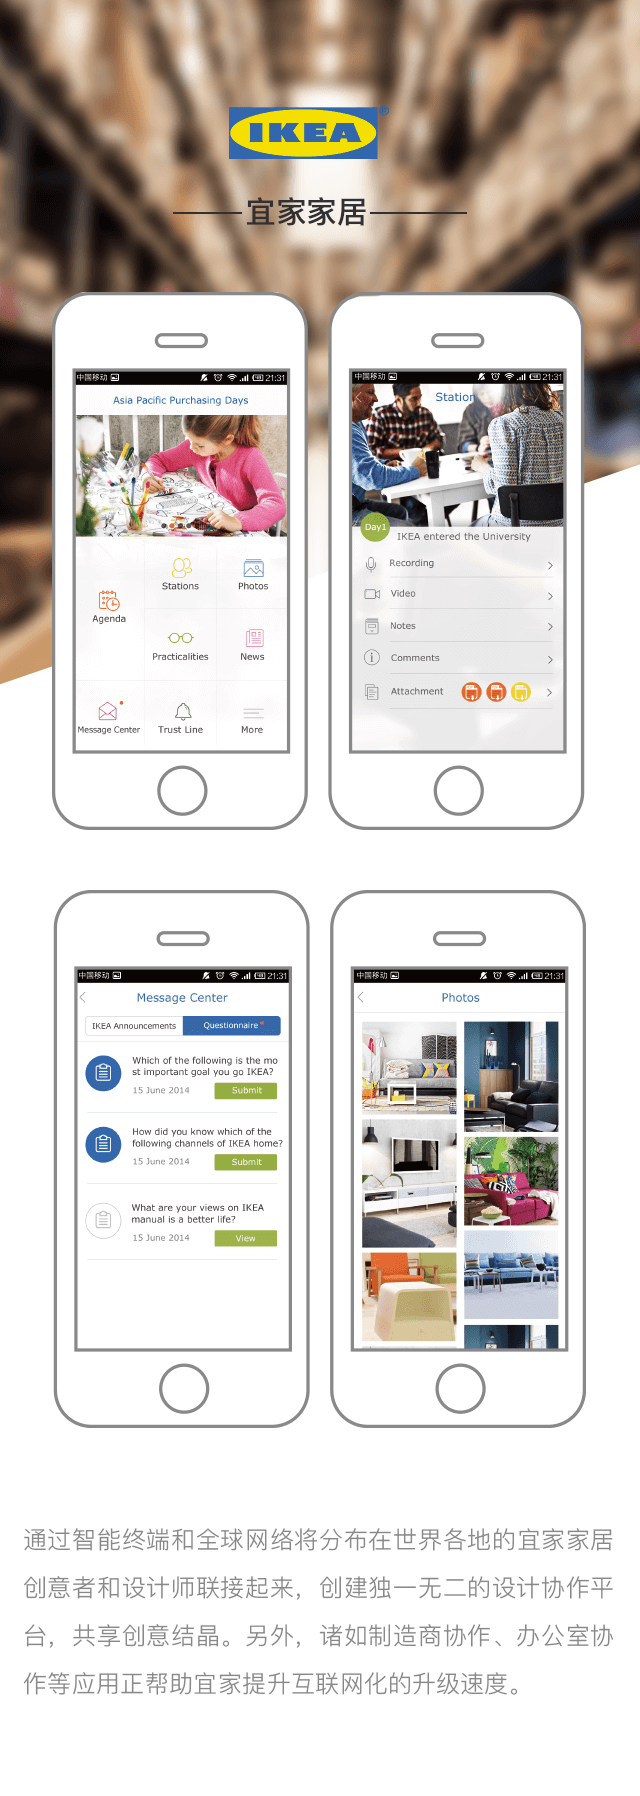 IKEA
®
宜家家居
中国移动
21:31
Asia Pacific Purchasing Days
Agenda
Stations
Photos
Practicalities
News
Message Center
Trust Line
More
中国移动
21:31
Station
Day1
IKEA entered the University
Recording
Video
Notes
Comments
Attachment
中国移动
21:31
Message Center
IKEA Announcements
Questionnaire
Which of the following is the mo
st important goal you go IKEA?
15 June 2014
Submit
How did you know which of the
following channels of IKEA home?
15 June 2014
Submit
What are your views on IKEA
manual is a better life?
15 June 2014
View
中国移动
21:31
Photos
通过智能终端和全球网络将分布在世界各地的宜家家居
创意者和设计师联接起来，创建独一无二的设计协作平
台，共享创意结晶。另外，诸如制造商协作、办公室协
作等应用正帮助宜家提升互联网化的升级速度。